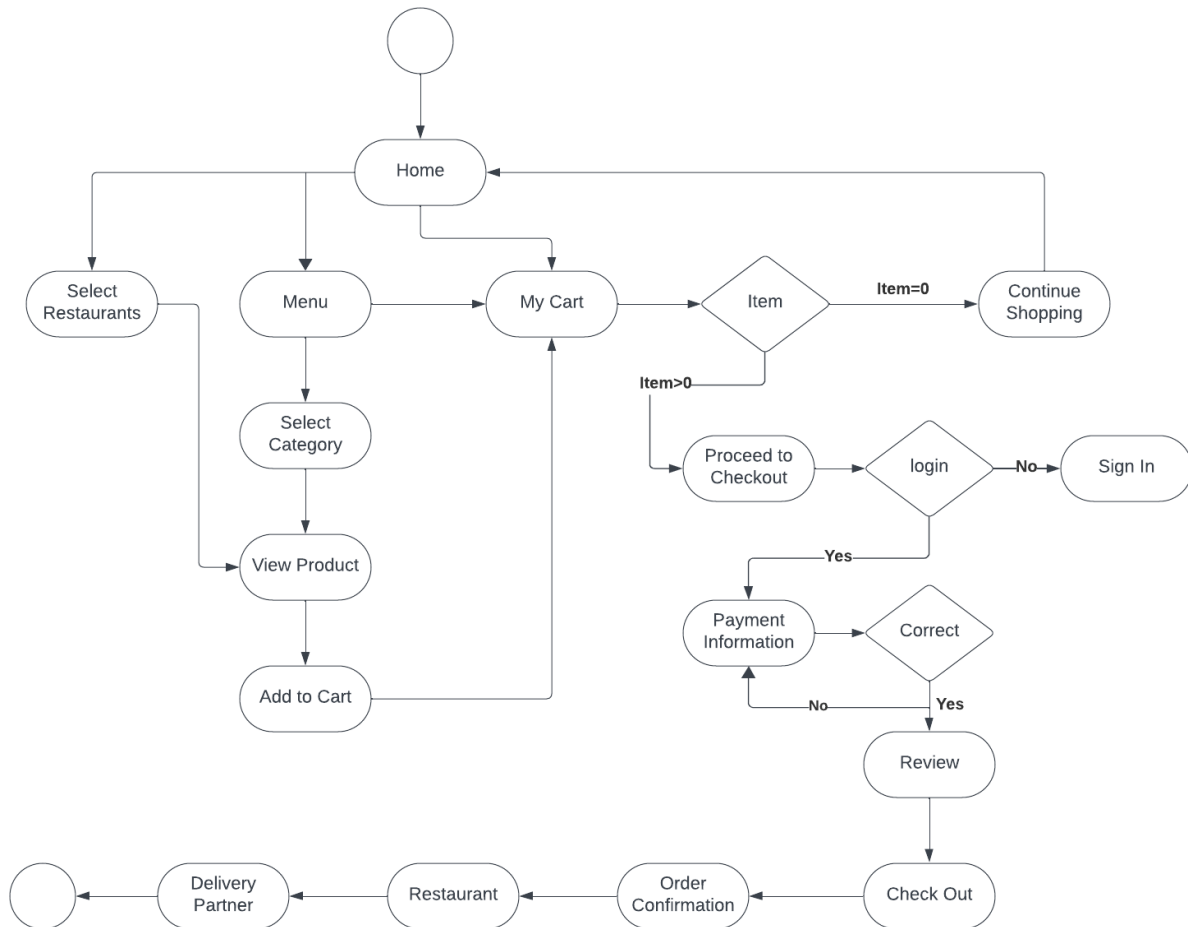 Home
Select
Restaurants
Menu
My Cart
Item
Item=0
Continue
Shopping
Item>0
Select
Category
Proceed to
Checkout
login
No
Sign In
View Product
Yes
Payment
Information
Correct
Add to Cart
No
Yes
Review
Delivery
Partner
Restaurant
Order
Confirmation
Check Out